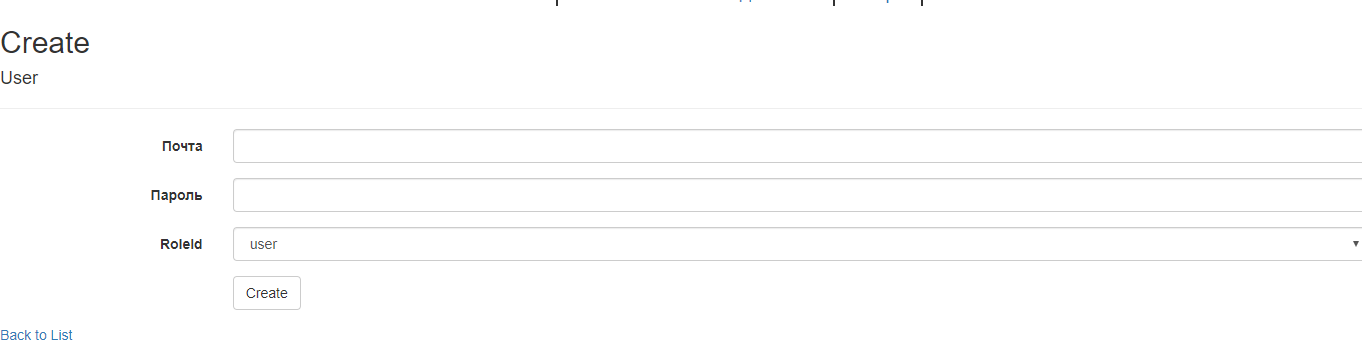 Create
User
Почта
Пароль
RoleId
user
Create
Back to List